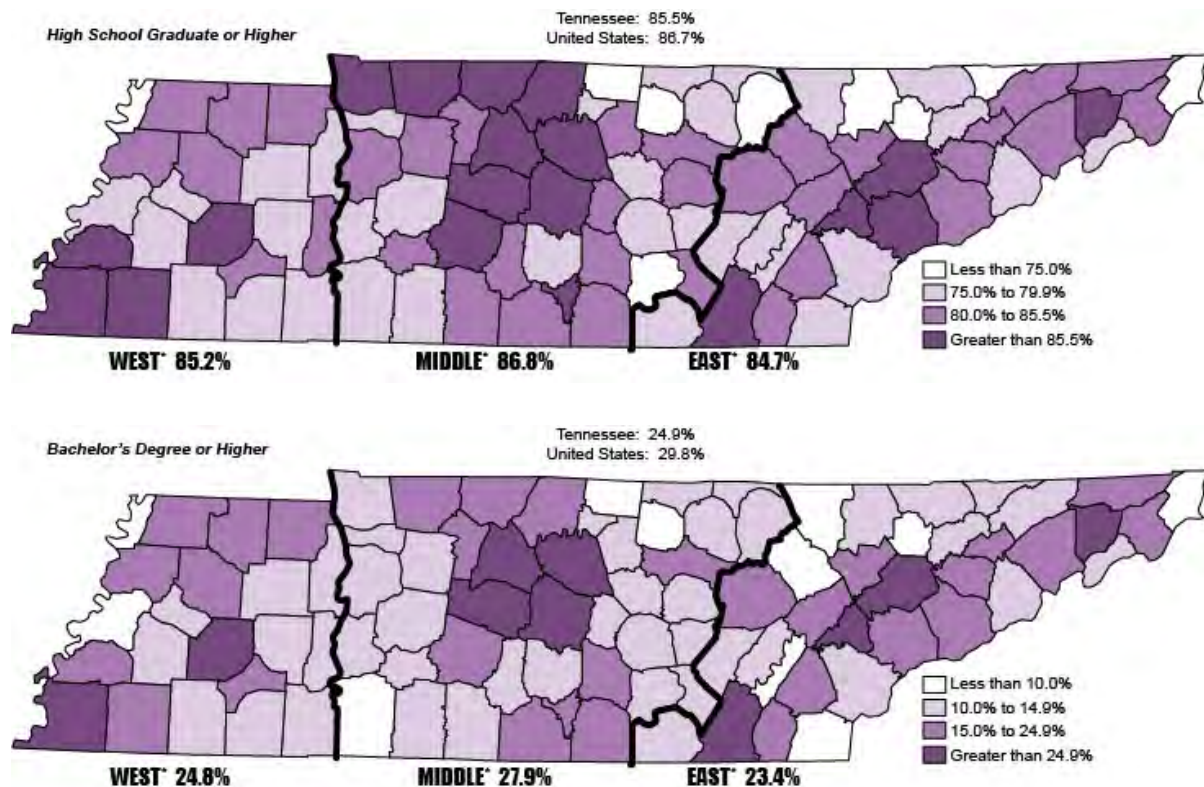 High School Graduate or Higher
Tennessee: 85.5%
United States: 86.7%
Less than 75.0%
75.0% to 79.9%
80.0% to 85.5%
Greater than 85.5%
WEST* 85.2%
MIDDLE* 86.8%
EAST* 84.7%
Bachelor's Degree or Higher
Tennessee: 24.9%
United States: 29.8%
Less than 10.0%
10.0% to 14.9%
15.0% to 24.9%
Greater than 24.9%
WEST* 24.8%
MIDDLE* 27.9%
EAST* 23.4%